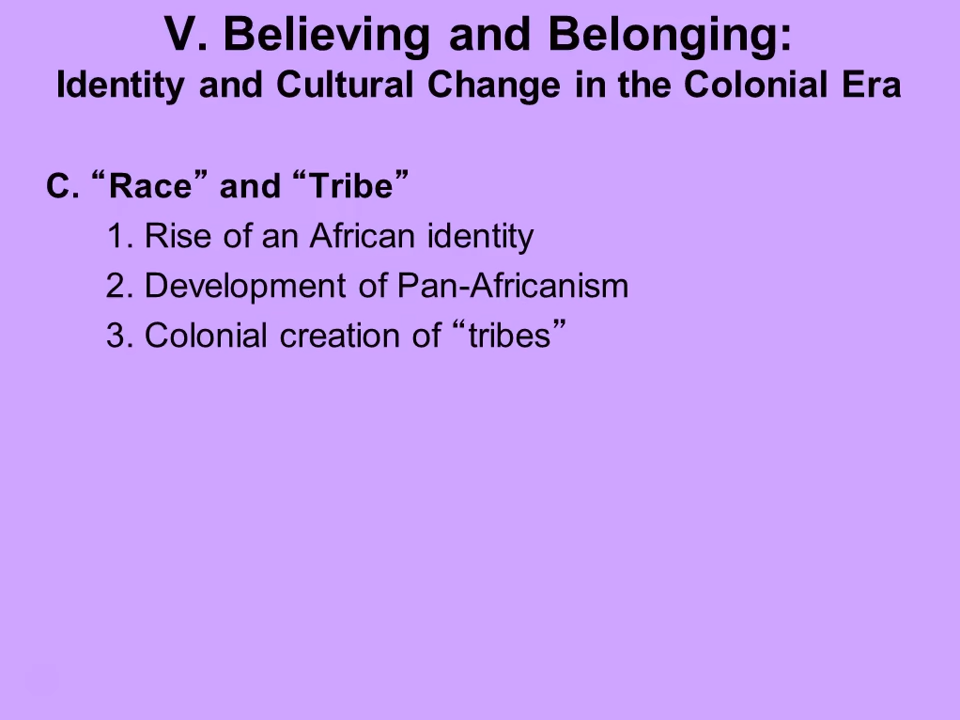 V. Believing and Belonging:
Identity and Cultural Change in the Colonial Era
C. “Race” and “Tribe”
1. Rise of an African identity
2. Development of Pan-Africanism
3. Colonial creation of “tribes”